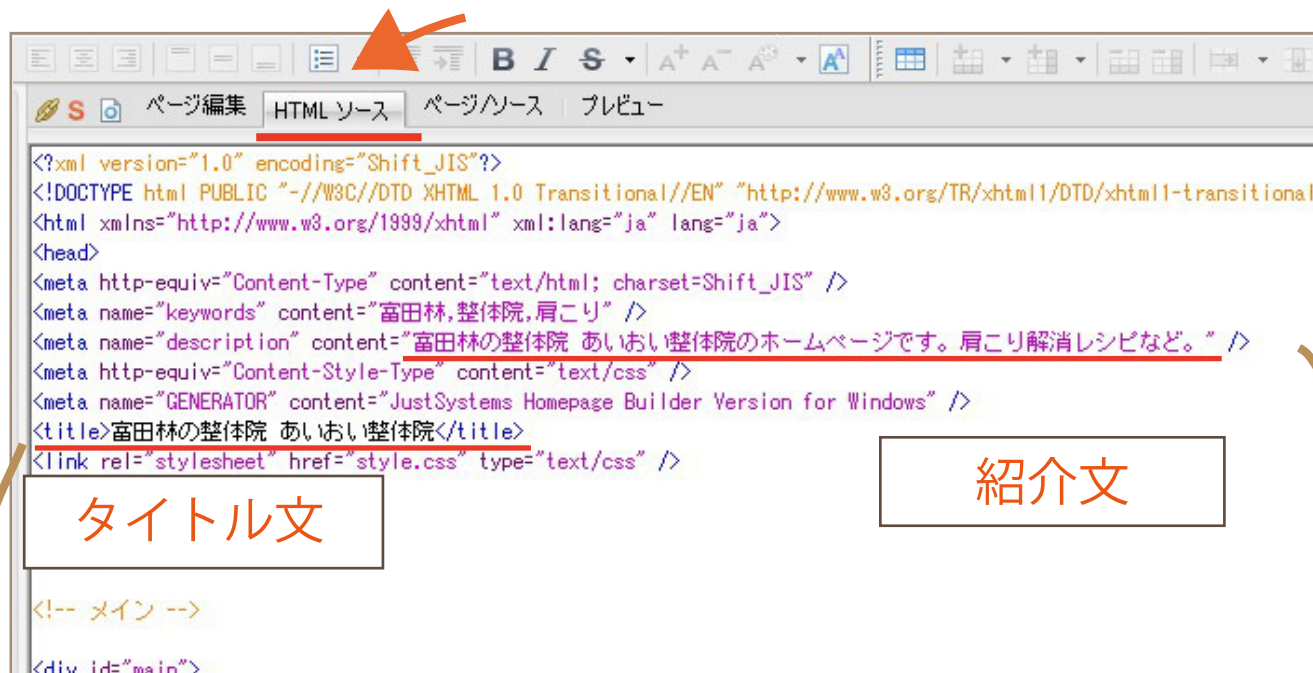 B I S A+ A- A A
S ページ編集 HTML ソース ページ/ソース プレビュー
<?xml version="1.0" encoding="Shift_JIS"?>
<!DOCTYPE html PUBLIC "-//W3C//DTD XHTML 1.0 Transitional//EN" "http://www.w3.org/TR/xhtml1/DTD/xhtml1-transitional
<html xmlns="http://www.w3.org/1999/xhtml" xml:lang="ja" lang="ja">
<head>
<meta http-equiv="Content-Type" content="text/html; charset=Shift_JIS" />
<meta name="keywords" content="富田林,整体院,肩こり" />
<meta name="description" content="富田林の整体院 あいおい整体院のホームページです。肩こり解消レシピなど。" />
<meta http-equiv="Content-Style-Type" content="text/css" />
<meta name="GENERATOR" content="JustSystems Homepage Builder Version for Windows" />
<title>富田林の整体院 あいおい整体院</title>
<link rel="stylesheet" href="style.css" type="text/css" />
タイトル文
紹介文
<!-- メイン -->
<div id="main">